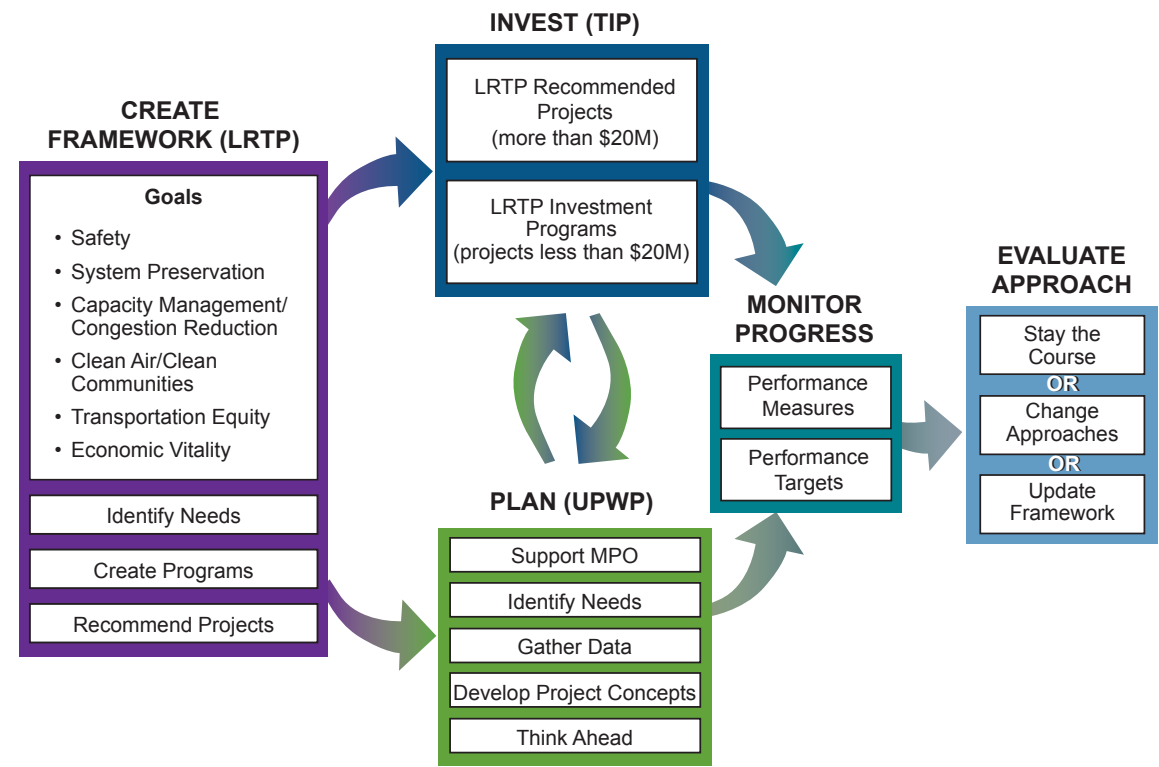 CREATE
FRAMEWORK (LRTP)
Goals
• Safety
• System Preservation
• Capacity Management/
Congestion Reduction
• Clean Air/Clean
Communities
• Transportation Equity
• Economic Vitality
Identify Needs
Create Programs
Recommend Projects
INVEST (TIP)
LRTP Recommended
Projects
(more than $20M)
LRTP Investment
Programs
(projects less than $20M)
PLAN (UPWP)
Support MPO
Identify Needs
Gather Data
Develop Project Concepts
Think Ahead
MONITOR
PROGRESS
Performance
Measures
Performance
Targets
EVALUATE
APPROACH
Stay the
Course
OR
Change
Approaches
OR
Update
Framework